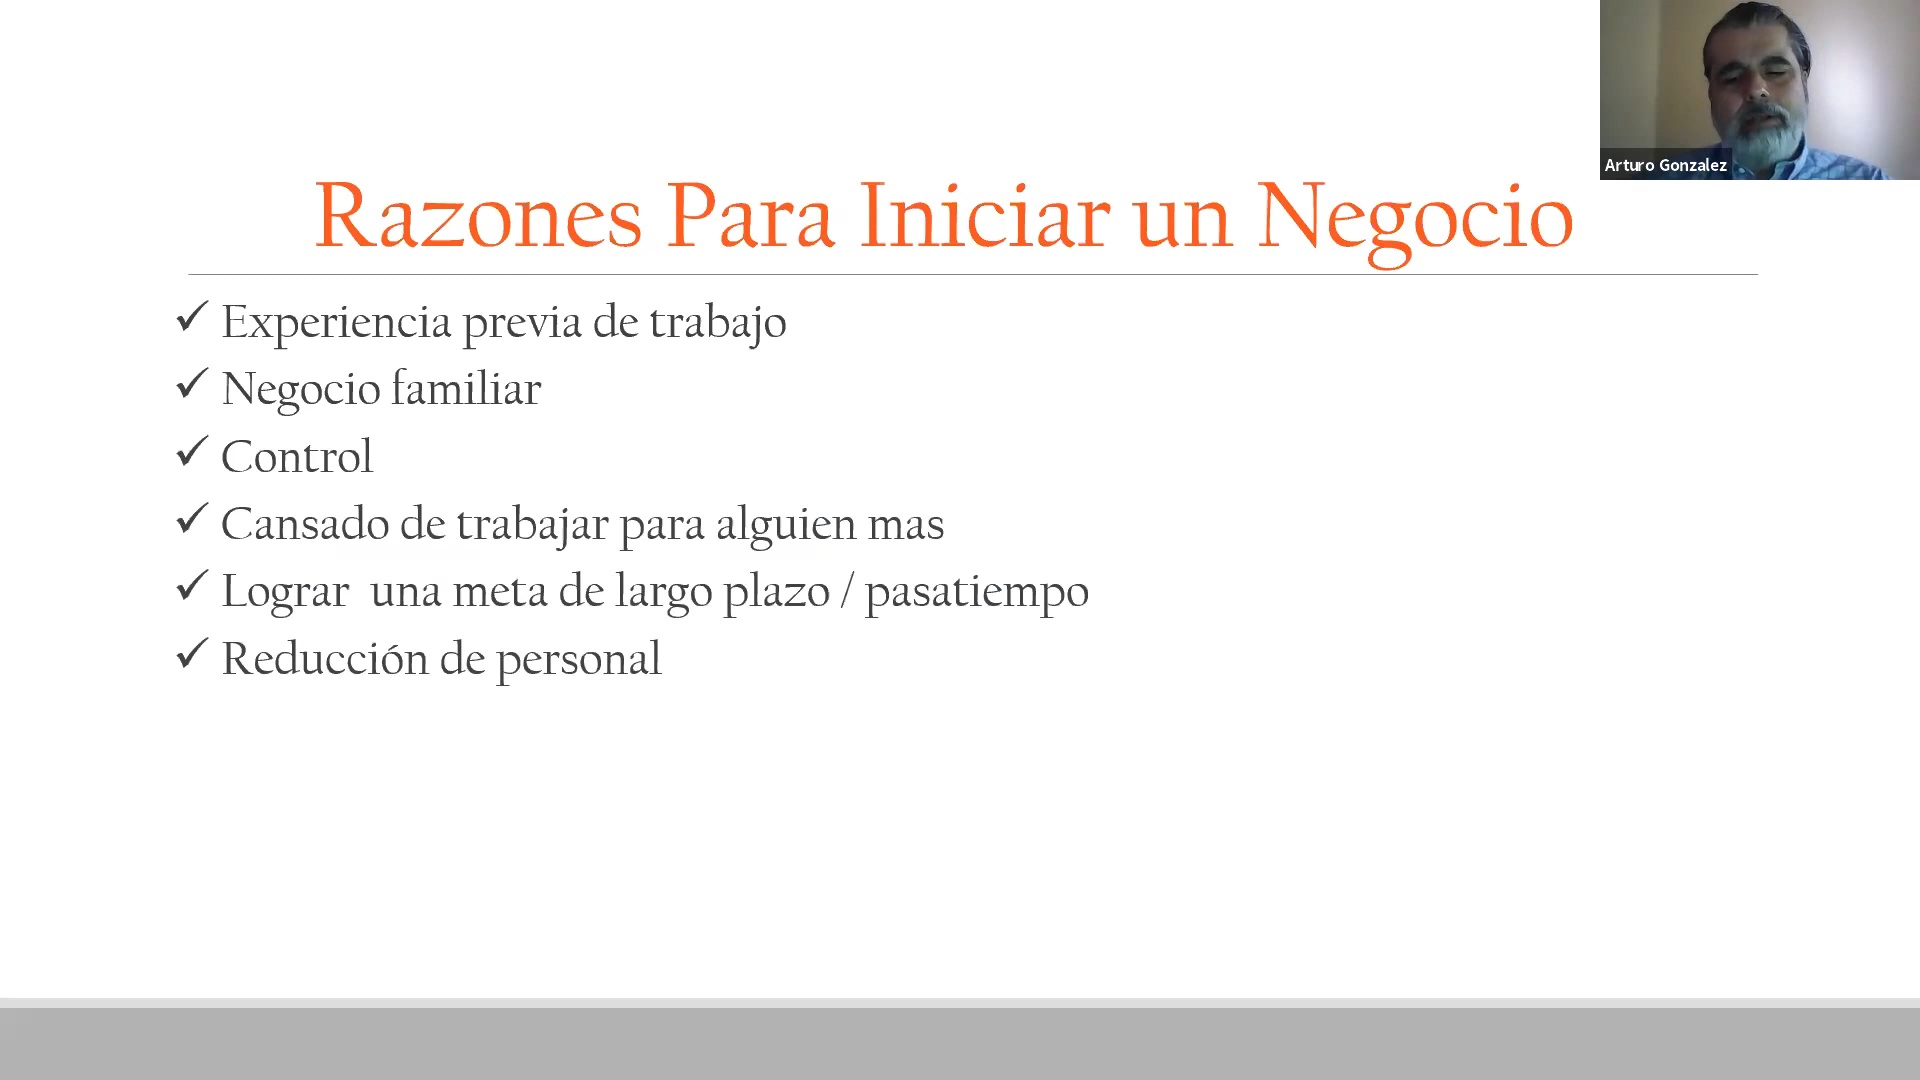 Arturo Gonzalez
Razones Para Iniciar un Negocio
✓ Experiencia previa de trabajo
✓ Negocio familiar
✓ Control
✓ Cansado de trabajar para alguien mas
✓ Lograr  una meta de largo plazo / pasatiempo
✓ Reducción de personal